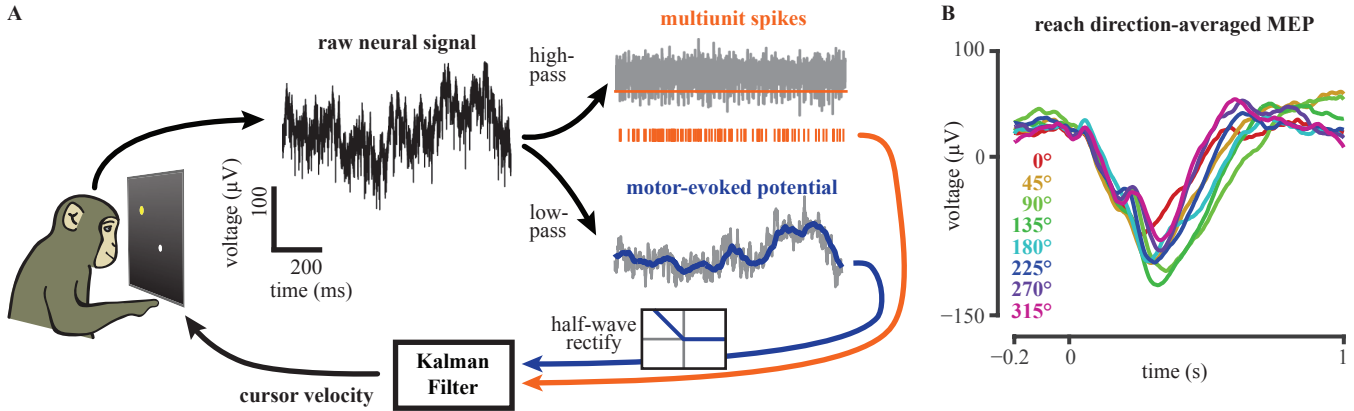 A
raw neural signal
voltage (µV)
100
200
time (ms)
high-
pass
low-
pass
multiunit spikes
motor-evoked potential
half-wave
rectify
Kalman
Filter
cursor velocity
B
reach direction-averaged MEP
voltage (µV)
100
0
−150
0°
45°
90°
135°
180°
225°
270°
315°
−0.2
0
1
time (s)